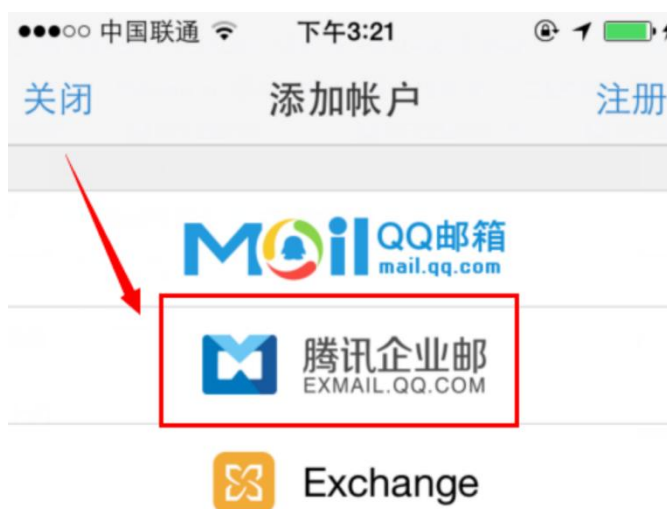 中国联通 下午3:21
关闭 添加帐户 注册
Mail QQ邮箱
mail.qq.com
腾讯企业邮
EXMAIL.QQ.COM
Exchange